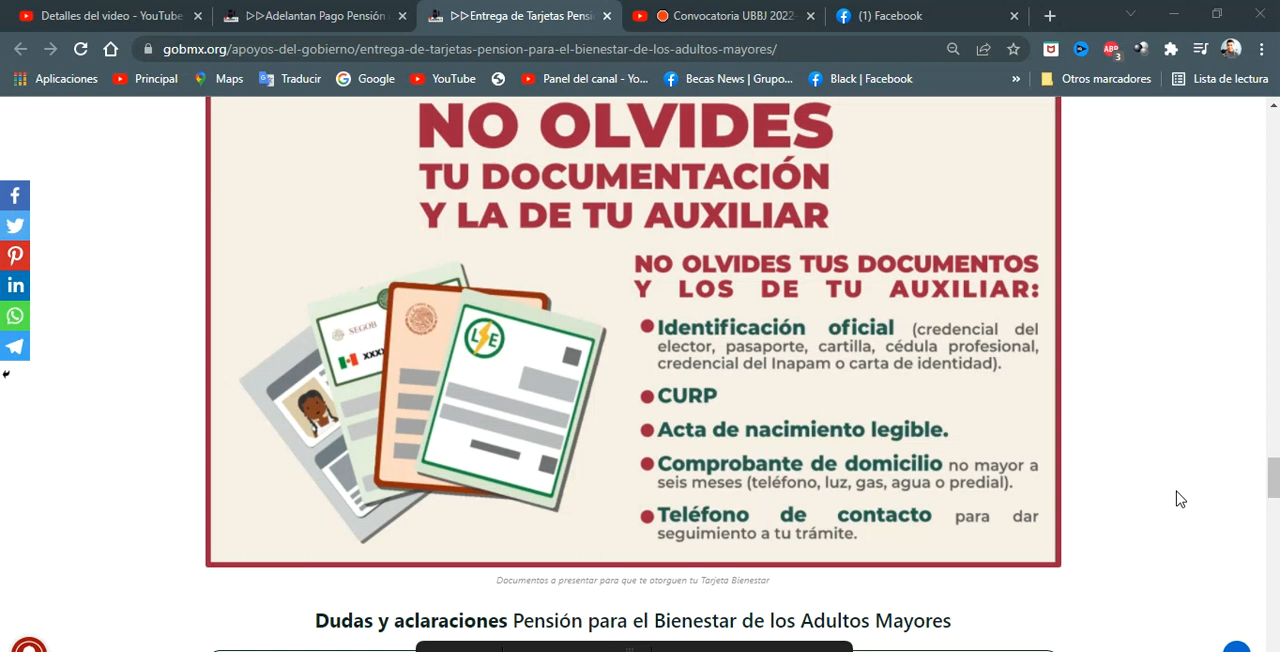 Detalles del video - YouTube
▷▷Adelantan Pago Pensión
▷▷Entrega de Tarjetas Pensi
Convocatoria UBBJ 2022
(1) Facebook
gobmx.org/apoyos-del-gobierno/entrega-de-tarjetas-pension-para-el-bienestar-de-los-adultos-mayores/
ABP
3
Aplicaciones
Principal
Maps
Traducir
Google
YouTube
Panel del canal - Yo...
Becas News | Grupo...
Black | Facebook
»
Otros marcadores
Lista de lectura
NO OLVIDES
TU DOCUMENTACIÓN
Y LA DE TU AUXILIAR
SEGOB
XXXX
LE
NO OLVIDES TUS DOCUMENTOS
Y LOS DE TU AUXILIAR:
Identificación oficial (credencial del
elector, pasaporte, cartilla, cédula profesional,
credencial del Inapam o carta de identidad).
CURP
Acta de nacimiento legible.
Comprobante de domicilio no mayor a
seis meses (teléfono, luz, gas, agua o predial).
Teléfono de contacto para dar
seguimiento a tu trámite.
Documentos a presentar para que te otorguen tu Tarjeta Bienestar
Dudas y aclaraciones Pensión para el Bienestar de los Adultos Mayores